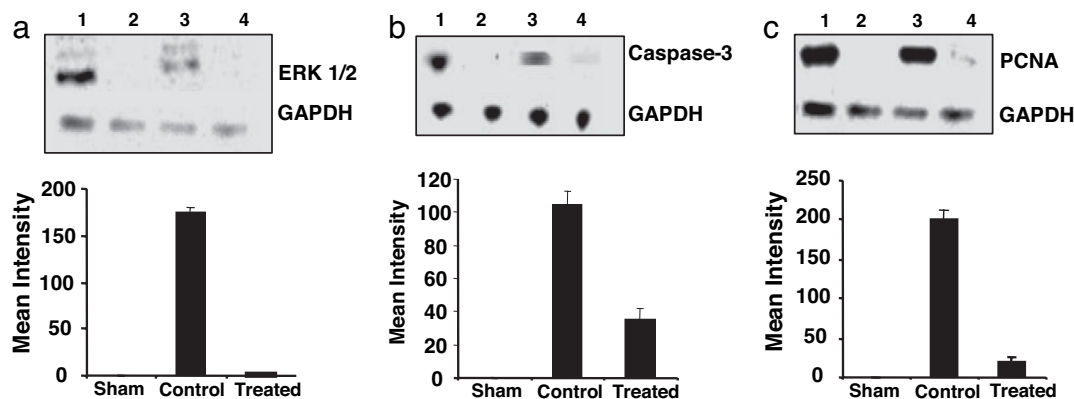 a
1 2 3 4
ERK 1/2
GAPDH
Mean Intensity
200
150
100
50
0
Sham Control Treated
b
1 2 3 4
Caspase-3
GAPDH
Mean Intensity
120
100
80
60
40
20
0
Sham Control Treated
c
1 2 3 4
PCNA
GAPDH
Mean Intensity
250
200
150
100
50
0
Sham Control Treated